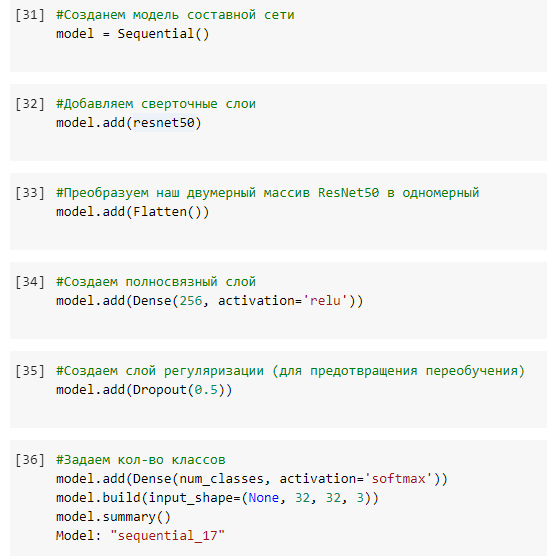 [31] #Созданем модель составной сети
model = Sequential()
[32] #Добавляем сверточные слои
model.add(resnet50)
[33] #Преобразуем наш двумерный массив ResNet50 в одномерный
model.add(Flatten())
[34] #Создаем полносвязный слой
model.add(Dense(256, activation='relu'))
[35] #Создаем слой регуляризации (для предотвращения переобучения)
model.add(Dropout(0.5))
[36] #Задаем кол-во классов
model.add(Dense(num_classes, activation='softmax'))
model.build(input_shape=(None, 32, 32, 3))
model.summary()
Model: "sequential_17"